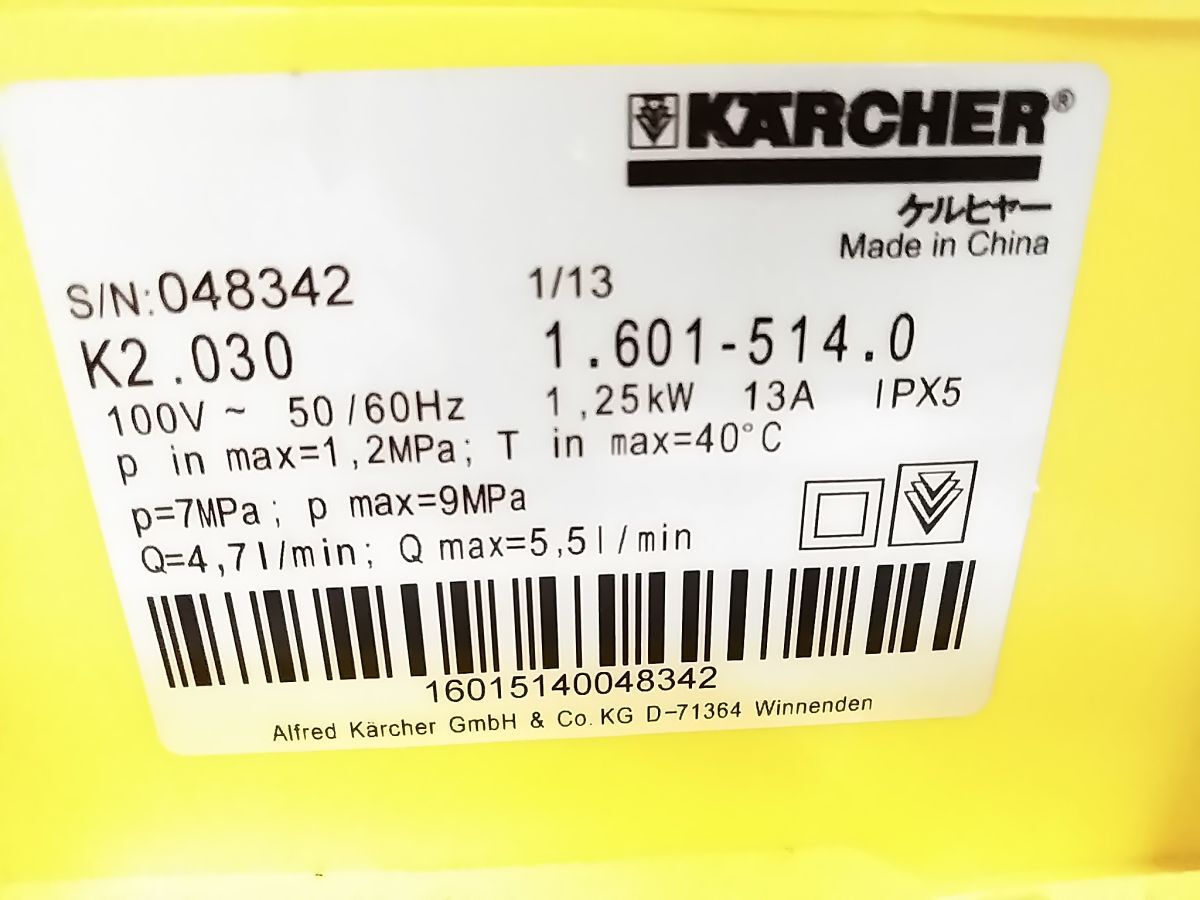 KÄRCHER®
ケルヒャー
Made in China
S/N:048342 1/13
K2.030 1.601-514.0
100V ~ 50/60Hz 1,25kW 13A IPX5
p in max=1,2MPa; T in max=40°C
p=7MPa; p max=9MPa
Q=4,7l/min; Q max=5,5l/min
16015140048342
Alfred Kärcher GmbH & Co.KG D-71364 Winnenden